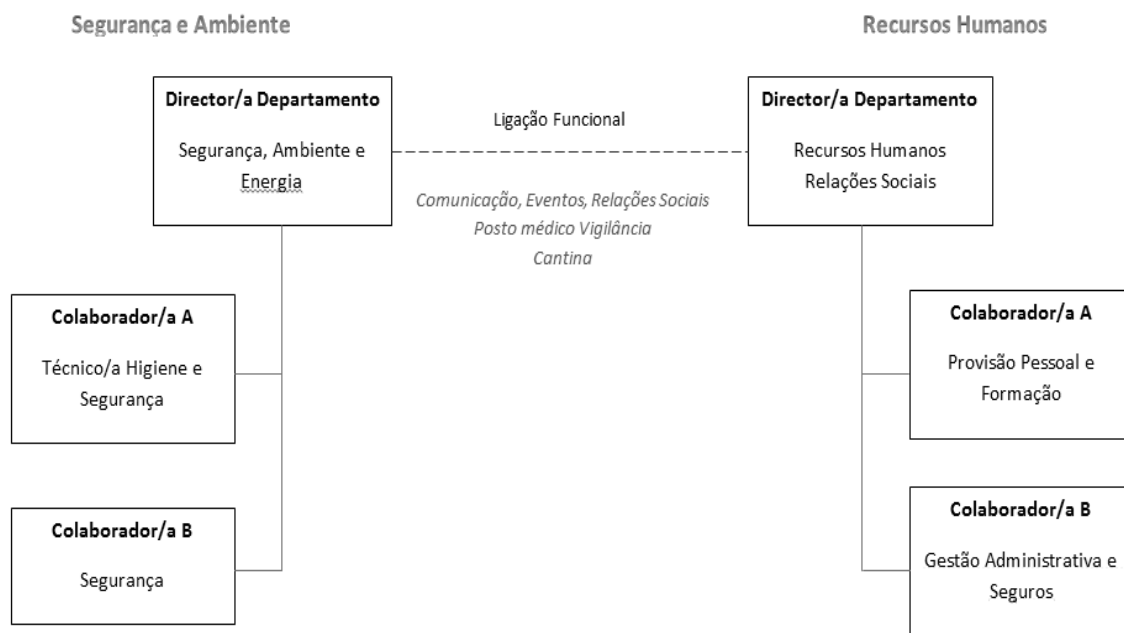 Segurança e Ambiente
Recursos Humanos
Director/a Departamento
Segurança, Ambiente e
Energia
Ligação Funcional
Comunicação, Eventos, Relações Sociais
Posto médico Vigilância
Cantina
Director/a Departamento
Recursos Humanos
Relações Sociais
Colaborador/a A
Técnico/a Higiene e
Segurança
Colaborador/a B
Segurança
Colaborador/a A
Provisão Pessoal e
Formação
Colaborador/a B
Gestão Administrativa e
Seguros